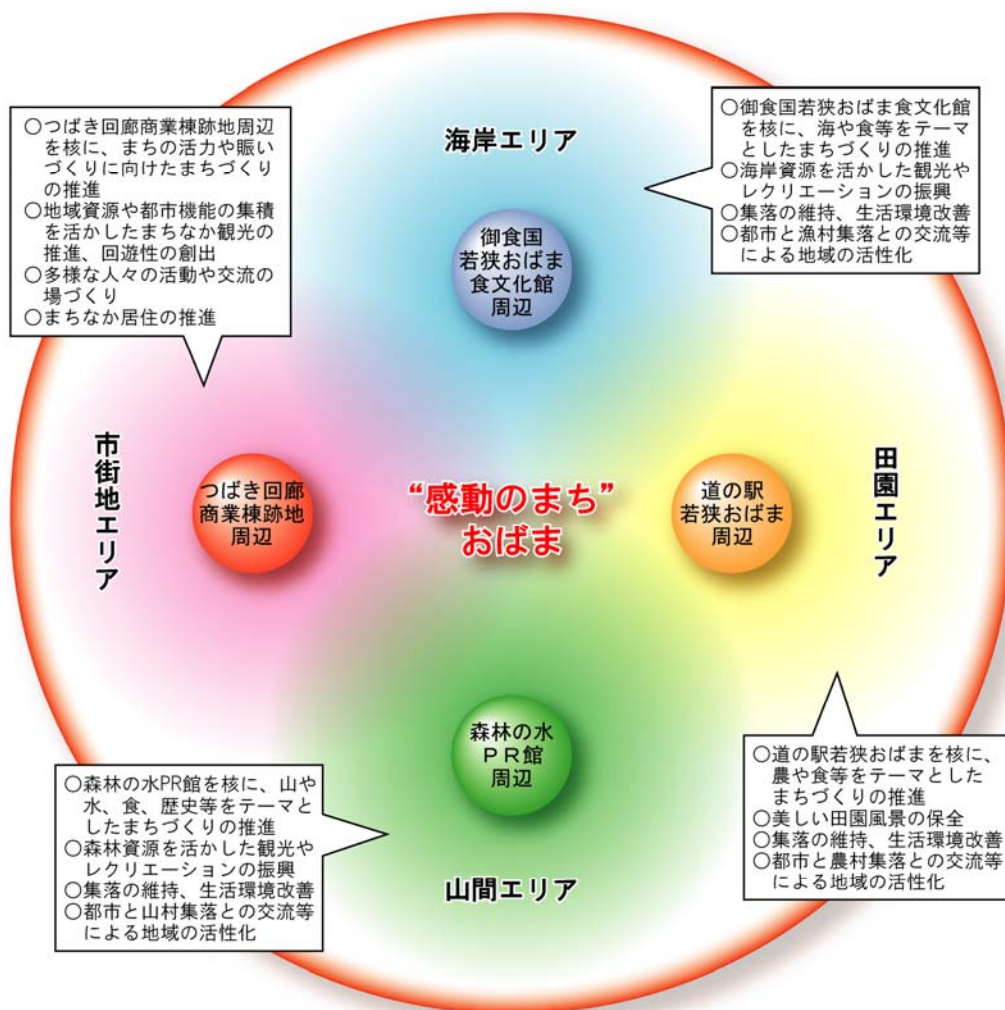 ○つばき回廊商業棟跡地周辺
を核に、まちの活力や賑い
づくりに向けたまちづくり
の推進
○地域資源や都市機能の集積
を活かしたまちなか観光の
推進、回遊性の創出
○多様な人々の活動や交流の
場づくり
○まちなか居住の推進
海岸エリア
○御食国若狭おばま食文化館
を核に、海や食等をテーマ
としたまちづくりの推進
○海岸資源を活かした観光や
レクリエーションの振興
○集落の維持、生活環境改善
○都市と漁村集落との交流等
による地域の活性化
御食国
若狭おばま
食文化館
周辺
市街地エリア
つばき回廊
商業棟跡地
周辺
“感動のまち”
おばま
道の駅
若狭おばま
周辺
田園エリア
森林の水
ＰＲ館
周辺
山間エリア
○森林の水PR館を核に、山や
水、食、歴史等をテーマと
したまちづくりの推進
○森林資源を活かした観光や
レクリエーションの振興
○集落の維持、生活環境改善
○都市と山村集落との交流等
による地域の活性化
○道の駅若狭おばまを核に、
農や食等をテーマとした
まちづくりの推進
○美しい田園風景の保全
○集落の維持、生活環境改善
○都市と農村集落との交流等
による地域の活性化